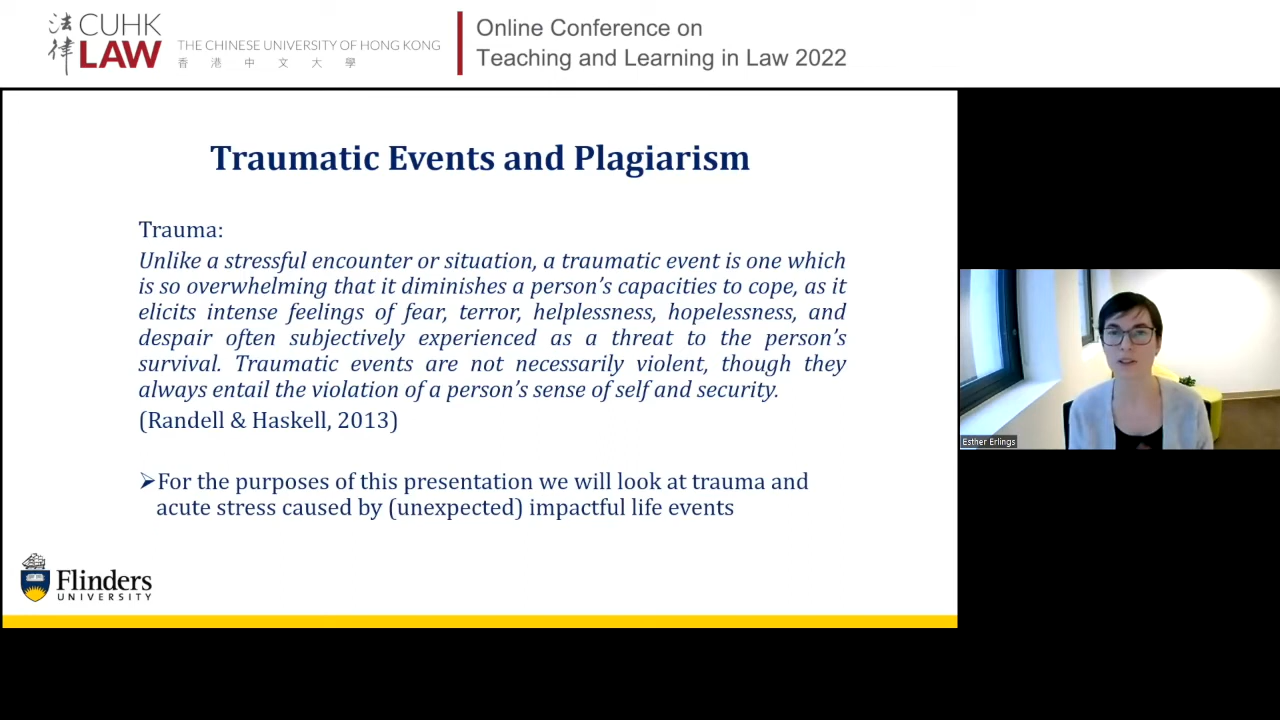 法律
CUHK
LAW
THE CHINESE UNIVERSITY OF HONG KONG
香港中文大學
Online Conference on
Teaching and Learning in Law 2022
Traumatic Events and Plagiarism
Trauma:
Unlike a stressful encounter or situation, a traumatic event is one which
is so overwhelming that it diminishes a person’s capacities to cope, as it
elicits intense feelings of fear, terror, helplessness, hopelessness, and
despair often subjectively experienced as a threat to the person’s
survival. Traumatic events are not necessarily violent, though they
always entail the violation of a person’s sense of self and security.
(Randell & Haskell, 2013)
➢For the purposes of this presentation we will look at trauma and
acute stress caused by (unexpected) impactful life events
Flinders
UNIVERSITY
Esther Erlings